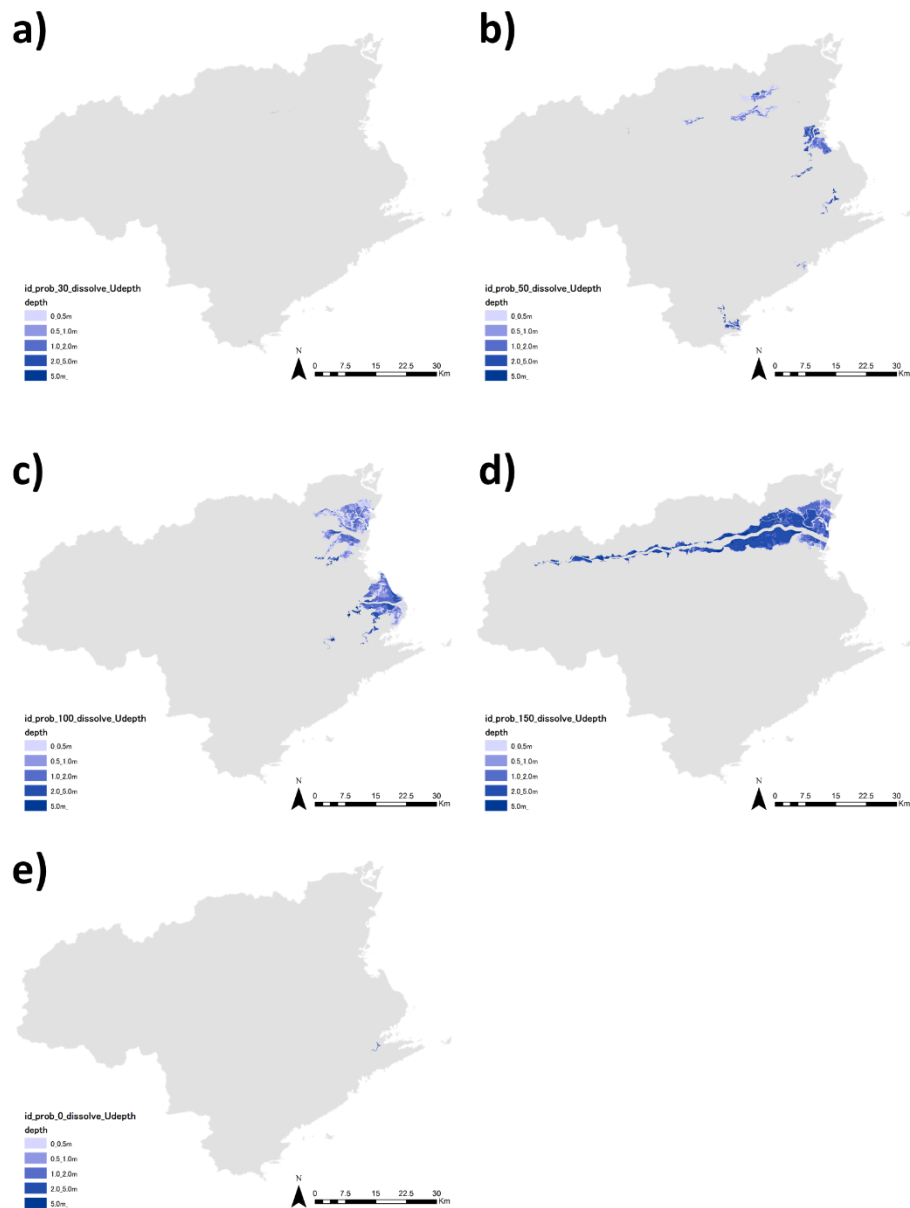 a)
b)
id_prob_30_dissolve_Udepth
depth
0_0.5m
0.5_1.0m
1.0_2.0m
2.0_5.0m
5.0m_
N
0 7.5 15 22.5 30
Km
id_prob_50_dissolve_Udepth
depth
0_0.5m
0.5_1.0m
1.0_2.0m
2.0_5.0m
5.0m_
N
0 7.5 15 22.5 30
Km
c)
d)
id_prob_100_dissolve_Udepth
depth
0_0.5m
0.5_1.0m
1.0_2.0m
2.0_5.0m
5.0m_
N
0 7.5 15 22.5 30
Km
id_prob_150_dissolve_Udepth
depth
0_0.5m
0.5_1.0m
1.0_2.0m
2.0_5.0m
5.0m_
N
0 7.5 15 22.5 30
Km
e)
id_prob_0_dissolve_Udepth
depth
0_0.5m
0.5_1.0m
1.0_2.0m
2.0_5.0m
5.0m_
N
0 7.5 15 22.5 30
Km